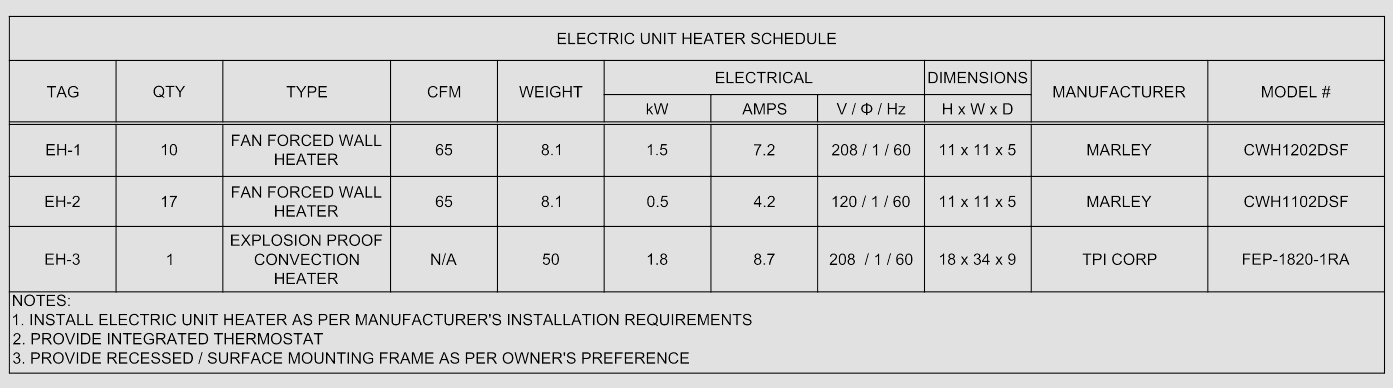 ELECTRIC UNIT HEATER SCHEDULE
TAG QTY TYPE CFM WEIGHT ELECTRICAL DIMENSIONS MANUFACTURER MODEL #
kW AMPS V / Φ / Hz H x W x D
EH-1 10 FAN FORCED WALL HEATER 65 8.1 1.5 7.2 208 / 1 / 60 11 x 11 x 5 MARLEY CWH1202DSF
EH-2 17 FAN FORCED WALL HEATER 65 8.1 0.5 4.2 120 / 1 / 60 11 x 11 x 5 MARLEY CWH1102DSF
EH-3 1 EXPLOSION PROOF CONVECTION HEATER N/A 50 1.8 8.7 208 / 1 / 60 18 x 34 x 9 TPI CORP FEP-1820-1RA
NOTES:
1. INSTALL ELECTRIC UNIT HEATER AS PER MANUFACTURER'S INSTALLATION REQUIREMENTS
2. PROVIDE INTEGRATED THERMOSTAT
3. PROVIDE RECESSED / SURFACE MOUNTING FRAME AS PER OWNER'S PREFERENCE